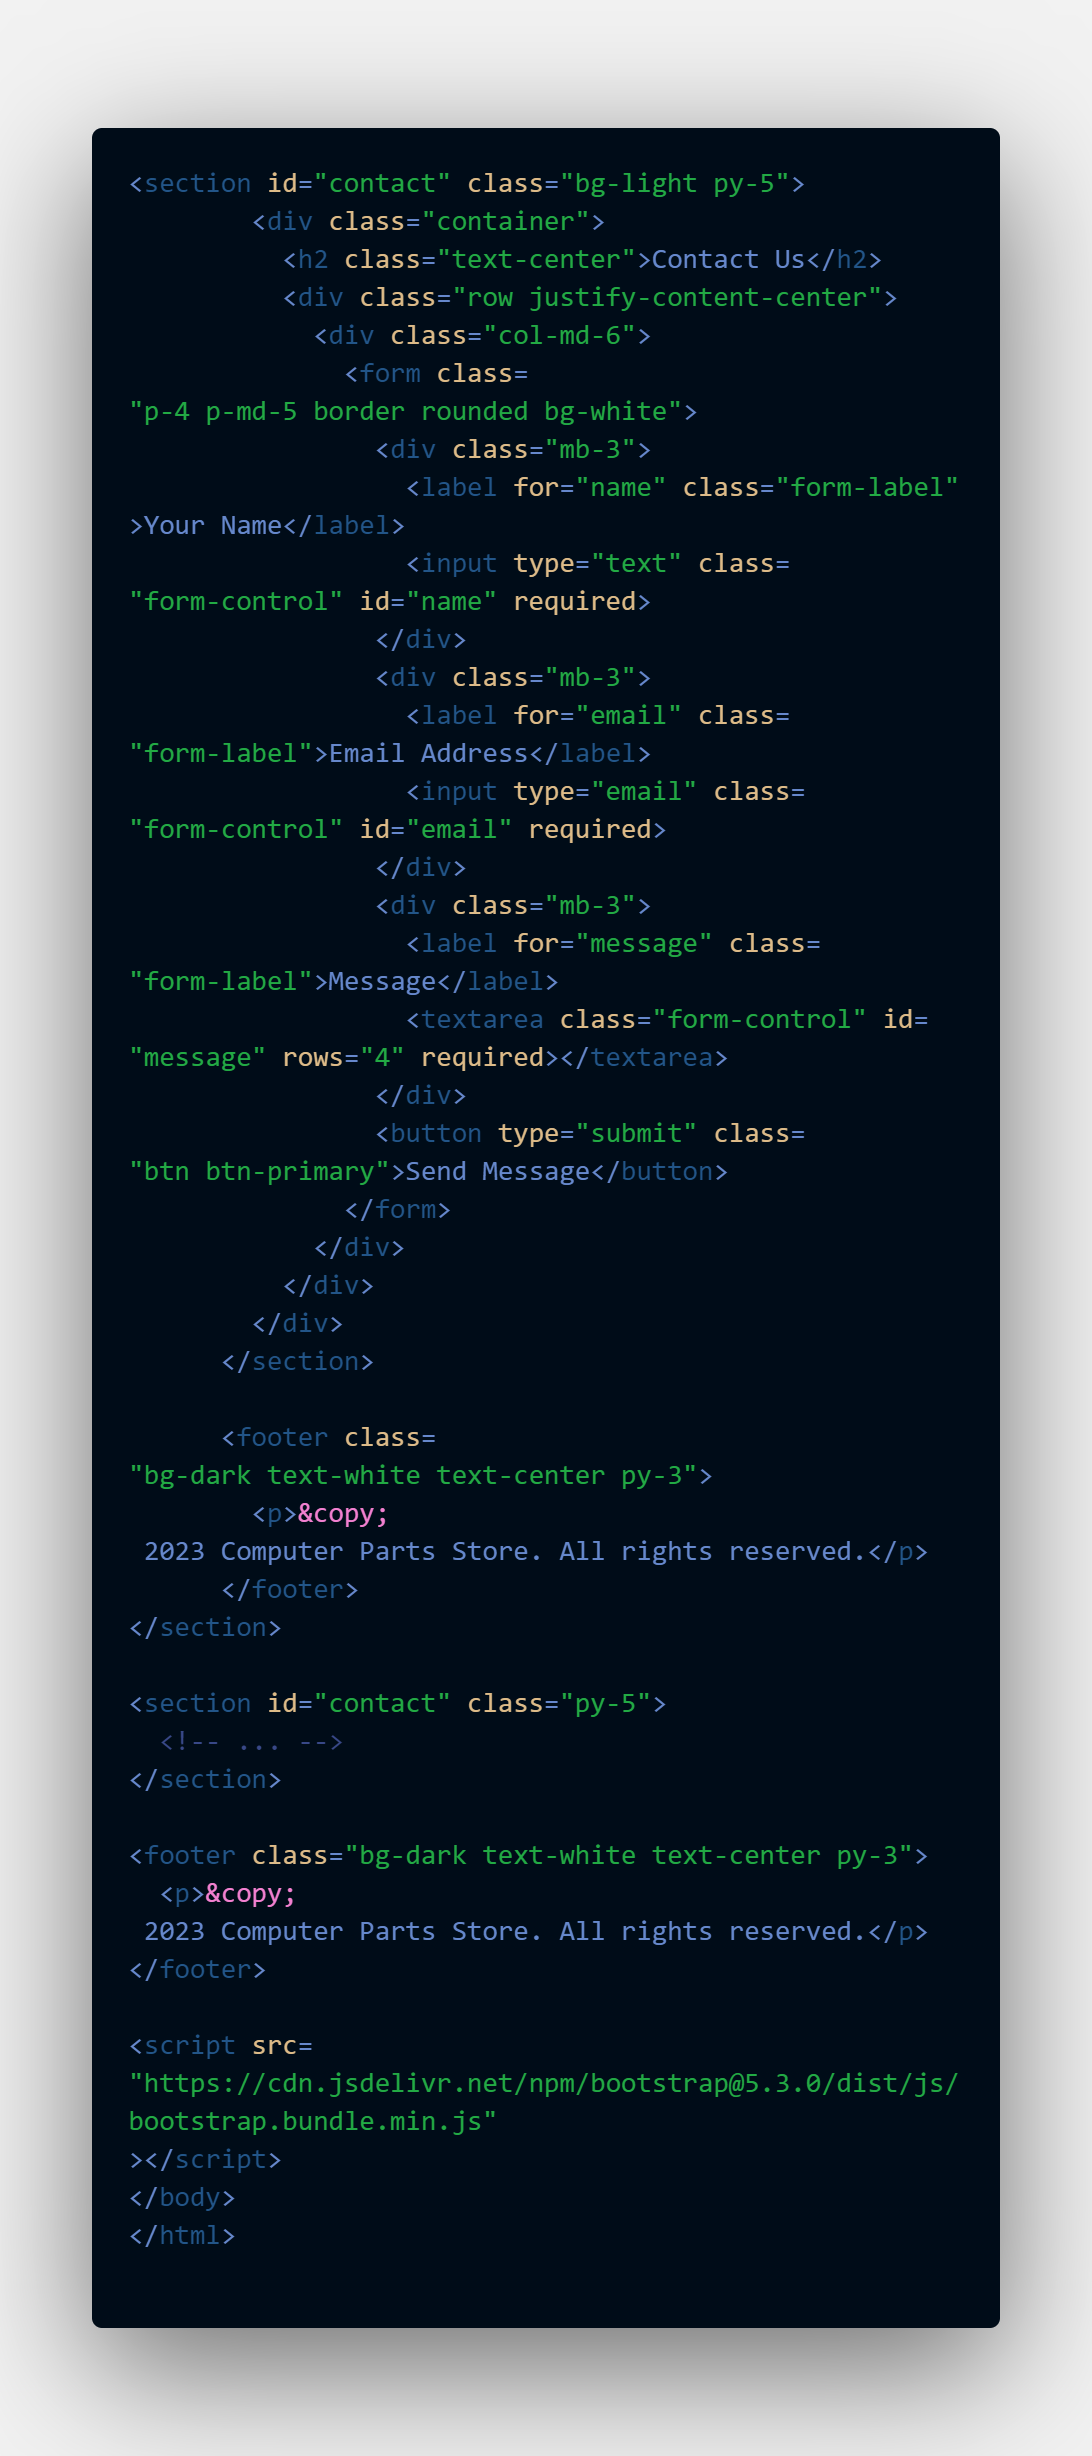 <section id="contact" class="bg-light py-5">
        <div class="container">
          <h2 class="text-center">Contact Us</h2>
          <div class="row justify-content-center">
            <div class="col-md-6">
              <form class=
"p-4 p-md-5 border rounded bg-white">
                <div class="mb-3">
                  <label for="name" class="form-label"
>Your Name</label>
                  <input type="text" class=
"form-control" id="name" required>
                </div>
                <div class="mb-3">
                  <label for="email" class=
"form-label">Email Address</label>
                  <input type="email" class=
"form-control" id="email" required>
                </div>
                <div class="mb-3">
                  <label for="message" class=
"form-label">Message</label>
                  <textarea class="form-control" id=
"message" rows="4" required></textarea>
                </div>
                <button type="submit" class=
"btn btn-primary">Send Message</button>
              </form>
            </div>
          </div>
        </div>
      </section>

      <footer class=
"bg-dark text-white text-center py-3">
        <p>&copy;
 2023 Computer Parts Store. All rights reserved.</p>
      </footer>
</section>

<section id="contact" class="py-5">
  <!-- ... -->
</section>

<footer class="bg-dark text-white text-center py-3">
  <p>&copy;
 2023 Computer Parts Store. All rights reserved.</p>
</footer>

<script src=
"https://cdn.jsdelivr.net/npm/bootstrap@5.3.0/dist/js/
bootstrap.bundle.min.js"
></script>
</body>
</html>